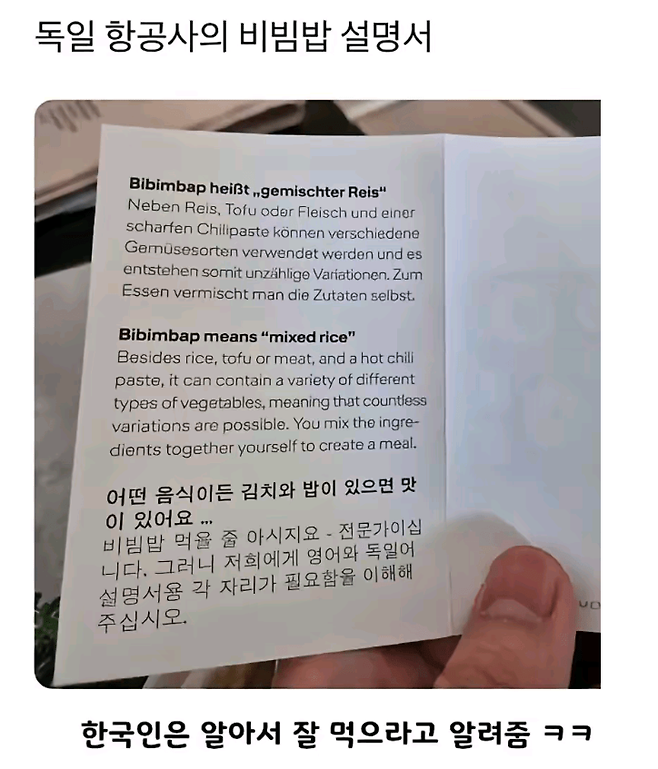 독일 항공사의 비빔밥 설명서
Bibimbap heißt „gemischter Reis“
Neben Reis, Tofu oder Fleisch und einer
scharfen Chilipaste können verschiedene
Gemüsesorten verwendet werden und es
entstehen somit unzählige Variationen. Zum
Essen vermischt man die Zutaten selbst.
Bibimbap means “mixed rice”
Besides rice, tofu or meat, and a hot chili
paste, it can contain a variety of different
types of vegetables, meaning that countless
variations are possible. You mix the ingre-
dients together yourself to create a meal.
어떤 음식이든 김치와 밥이 있으면 맛
이 있어요 ...
비빔밥 먹을 줄 아시지요 - 전문가이십
니다. 그러니 저희에게 영어와 독일어
설명서용 각 자리가 필요함을 이해해
주십시오.
한국인은 알아서 잘 먹으라고 알려줌 ㅋㅋ